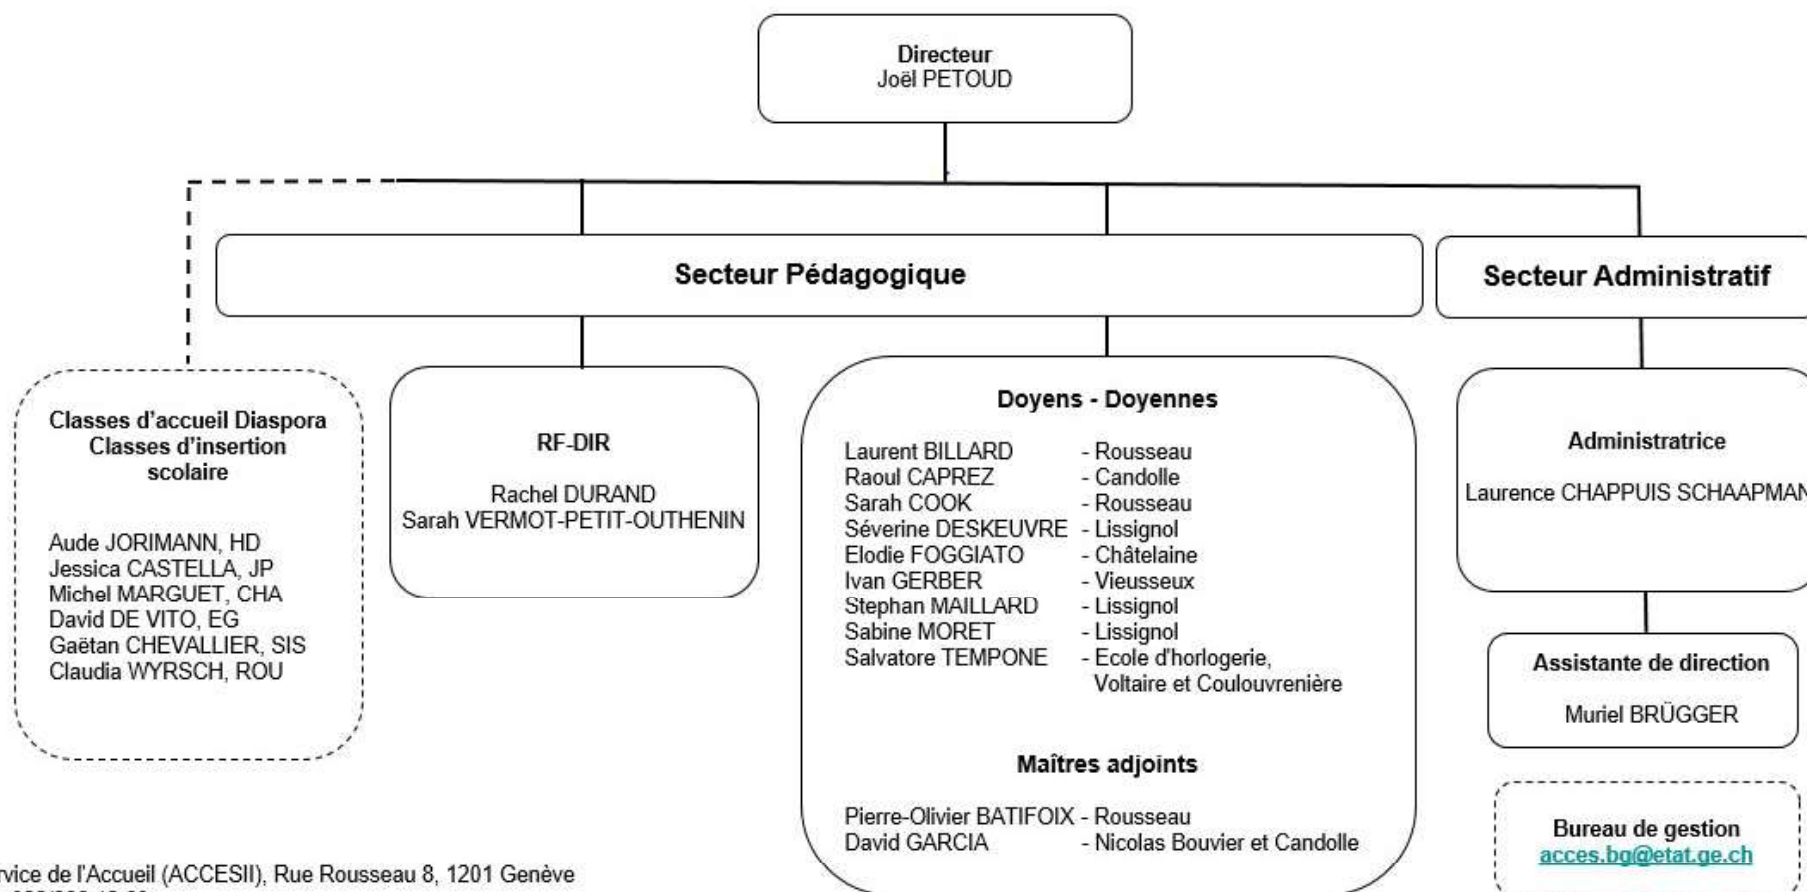 Directeur
Joël PETOUD
Secteur Pédagogique
Secteur Administratif
Classes d'accueil Diaspora
Classes d'insertion
scolaire
Aude JORIMANN, HD
Jessica CASTELLA, JP
Michel MARGUET, CHA
David DE VITO, EG
Gaëtan CHEVALLIER, SIS
Claudia WYRSCH, ROU
RF-DIR
Rachel DURAND
Sarah VERMOT-PETIT-OUTHENIN
Doyens - Doyennes
Laurent BILLARD - Rousseau
Raoul CAPREZ - Candolle
Sarah COOK - Rousseau
Séverine DESKEUVRE - Lissignol
Elodie FOGGIATO - Châtelaine
Ivan GERBER - Vieusseux
Stephan MAILLARD - Lissignol
Sabine MORET - Lissignol
Salvatore TEMPONE - Ecole d'horlogerie,
Voltaire et Coulouvrenière
Maîtres adjoints
Pierre-Olivier BATIFOIX - Rousseau
David GARCIA - Nicolas Bouvier et Candolle
Administratrice
Laurence CHAPPUIS SCHAAPMAN
Assistante de direction
Muriel BRÜGGER
Bureau de gestion
acces.bg@etat.ge.ch
rvice de l'Accueil (ACCESII), Rue Rousseau 8, 1201 Genève